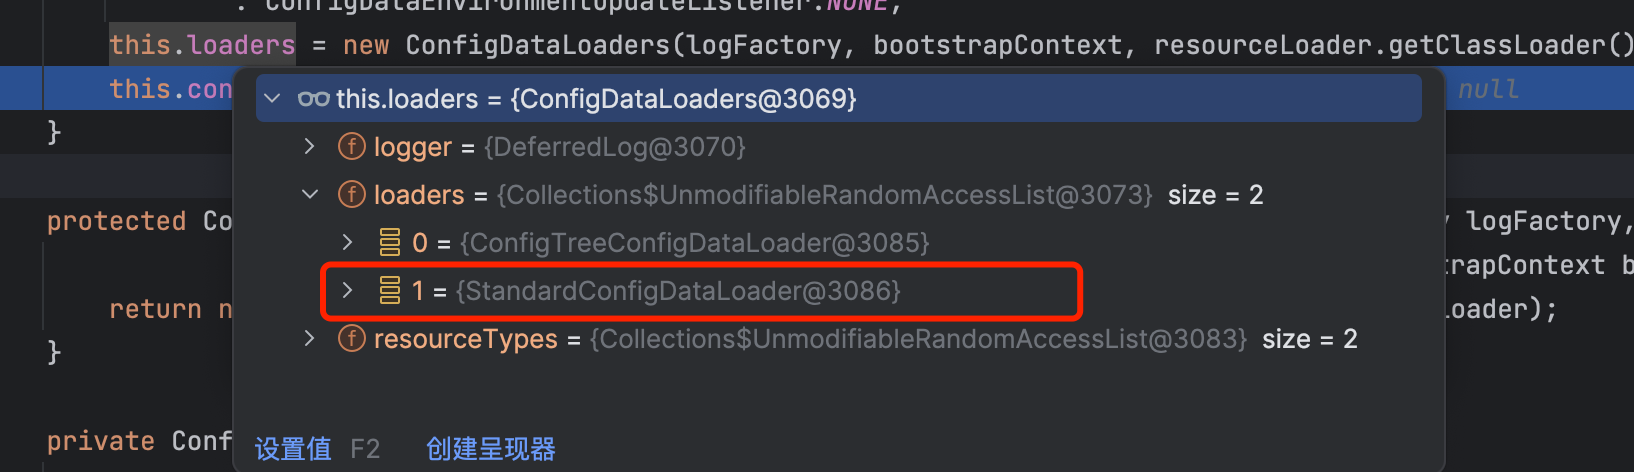 : ConfigDataEnvironmentUpdateListener.NONE;
this.loaders = new ConfigDataLoaders(logFactory, bootstrapContext, resourceLoader.getClassLoader()
this.con null
this.loaders = {ConfigDataLoaders@3069}
}
logger = {DeferredLog@3070}
loaders = {Collections$UnmodifiableRandomAccessList@3073} size = 2
protected Co logFactory,
0 = {ConfigTreeConfigDataLoader@3085}
trapContext b
1 = {StandardConfigDataLoader@3086}
return n oader);
resourceTypes = {Collections$UnmodifiableRandomAccessList@3083} size = 2
}
private Conf
设置值 F2 创建呈现器